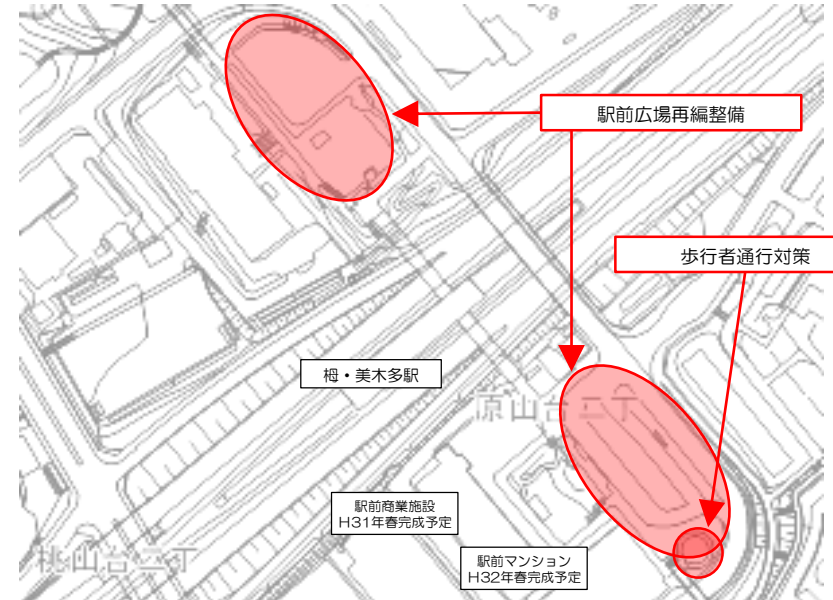 駅前広場再編整備
歩行者通行対策
栂・美木多駅
原山台二丁
駅前商業施設
H31年春完成予定
駅前マンション
H32年春完成予定
桃山台二丁